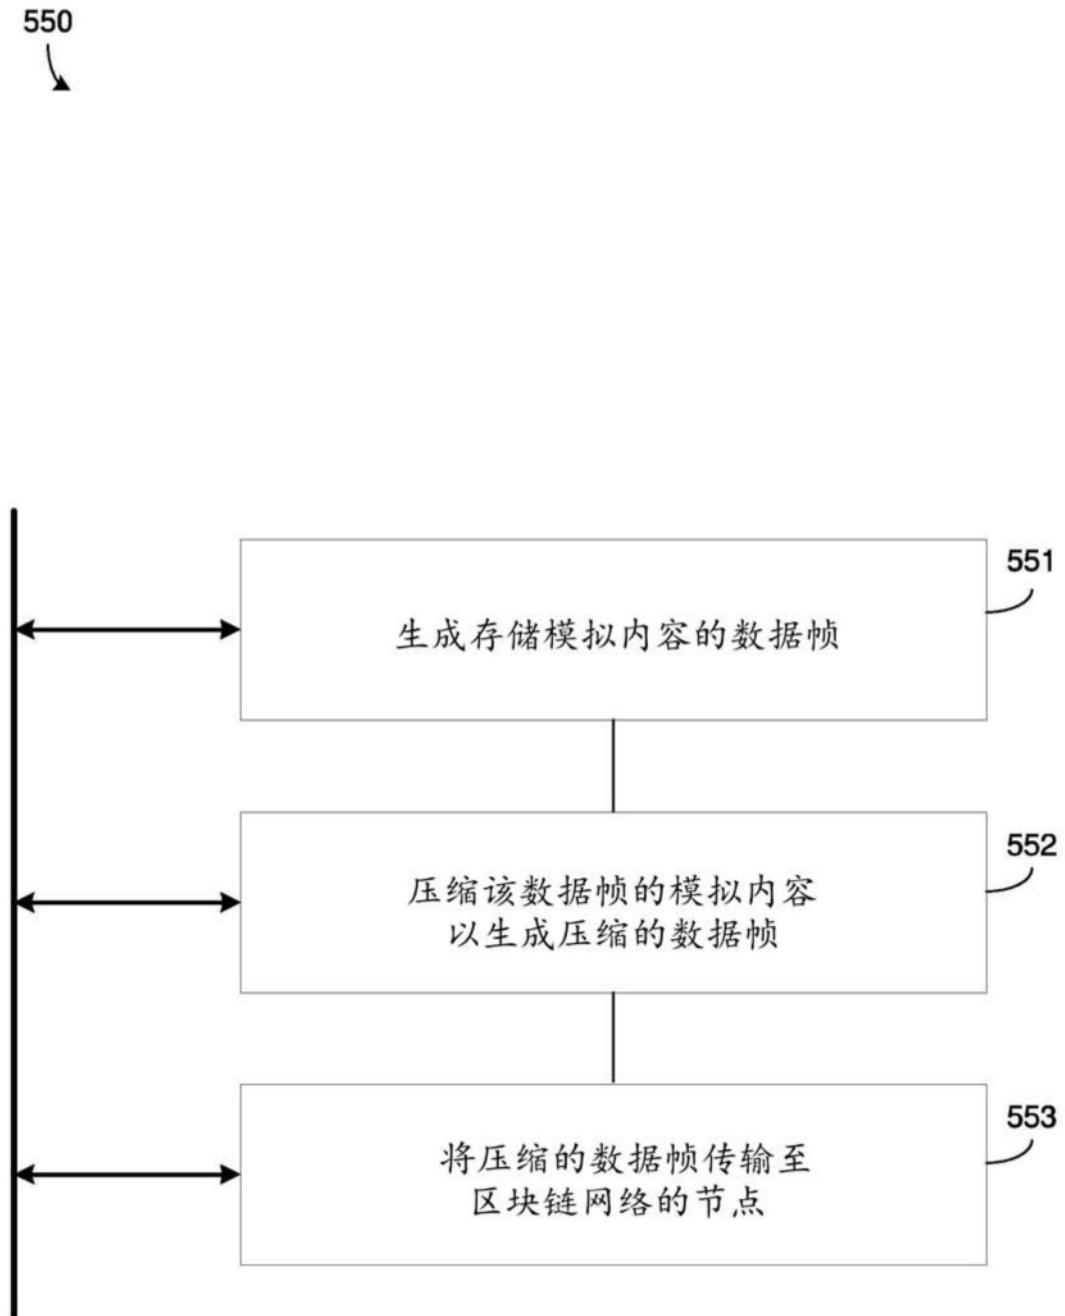 550
551
生成存储模拟内容的数据帧
552
压缩该数据帧的模拟内容
以生成压缩的数据帧
553
将压缩的数据帧传输至
区块链网络的节点